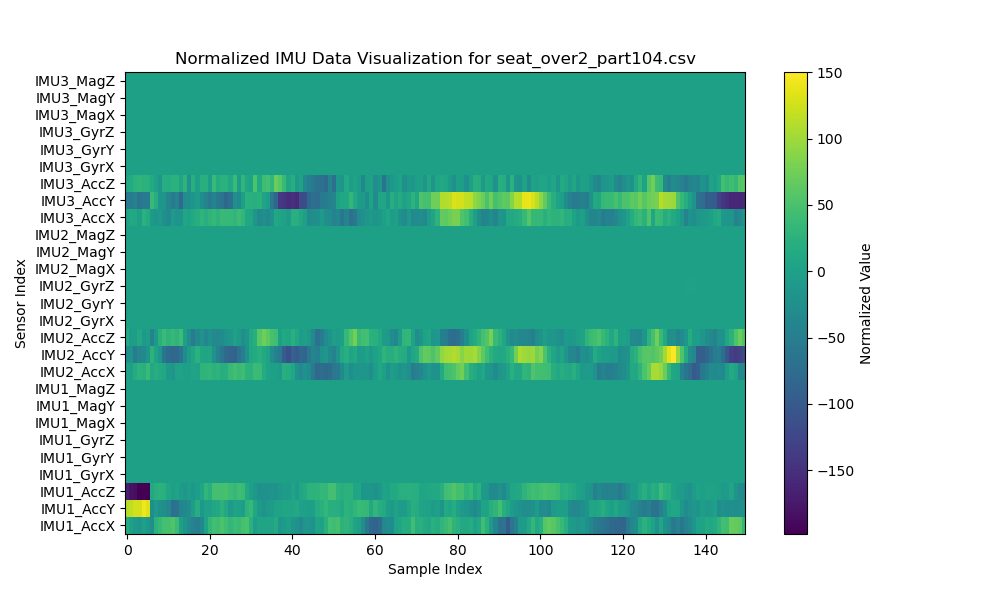 Normalized IMU Data Visualization for seat_over2_part104.csv
IMU3_MagZ
IMU3_MagY
IMU3_MagX
IMU3_GyrZ
IMU3_GyrY
IMU3_GyrX
IMU3_AccZ
IMU3_AccY
IMU3_AccX
IMU2_MagZ
IMU2_MagY
IMU2_MagX
IMU2_GyrZ
IMU2_GyrY
IMU2_GyrX
IMU2_AccZ
IMU2_AccY
IMU2_AccX
IMU1_MagZ
IMU1_MagY
IMU1_MagX
IMU1_GyrZ
IMU1_GyrY
IMU1_GyrX
IMU1_AccZ
IMU1_AccY
IMU1_AccX
Sensor Index
0 20 40 60 80 100 120 140
Sample Index
150
100
50
0
−50
−100
−150
Normalized Value